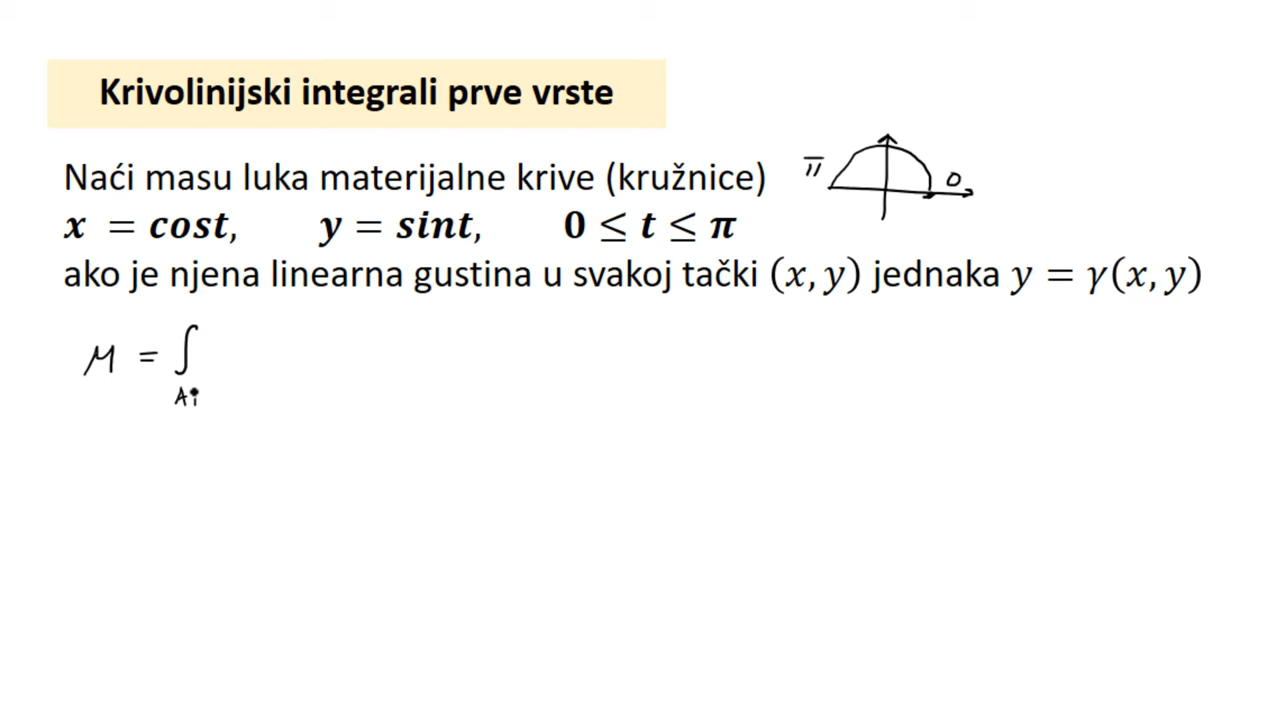 Krivolinijski integrali prve vrste
Naći masu luka materijalne krive (kružnice)
π 0
x = cost, y = sint, 0 ≤ t ≤ π
ako je njena linearna gustina u svakoj tački (x, y) jednaka y = γ(x, y)
M = ∫